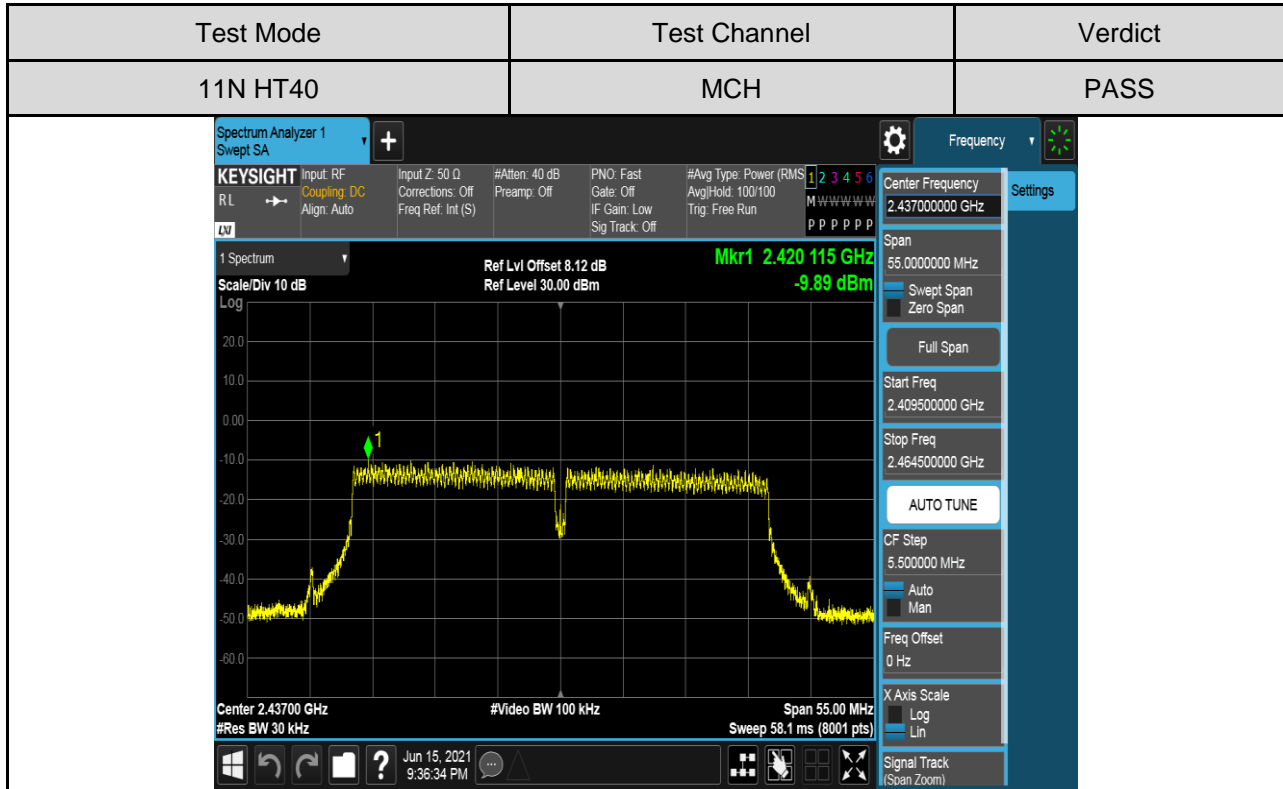 Test Mode Test Channel Verdict
11N HT40 MCH PASS
Spectrum Analyzer 1
Swept SA
+
Frequency
KEYSIGHT
RL
LXI
Input: RF
Coupling: DC
Align: Auto
Input Z: 50 Ω
Corrections: Off
Freq Ref: Int (S)
#Atten: 40 dB
Preamp: Off
PNO: Fast
Gate: Off
IF Gain: Low
Sig Track: Off
#Avg Type: Power (RMS
Avg|Hold: 100/100
Trig: Free Run
1 2 3 4 5 6
M W W W W W
P P P P P P
1 Spectrum
Scale/Div 10 dB
Log
Ref Lvl Offset 8.12 dB
Ref Level 30.00 dBm
Mkr1 2.420 115 GHz
-9.89 dBm
20.0
10.0
0.00
1
-10.0
-20.0
-30.0
-40.0
-50.0
-60.0
Center 2.43700 GHz
#Res BW 30 kHz
#Video BW 100 kHz
Span 55.00 MHz
Sweep 58.1 ms (8001 pts)
Center Frequency
2.437000000 GHz
Settings
Span
55.0000000 MHz
Swept Span
Zero Span
Full Span
Start Freq
2.409500000 GHz
Stop Freq
2.464500000 GHz
AUTO TUNE
CF Step
5.500000 MHz
Auto
Man
Freq Offset
0 Hz
X Axis Scale
Log
Lin
Signal Track
(Span Zoom)
?
Jun 15, 2021
9:36:34 PM